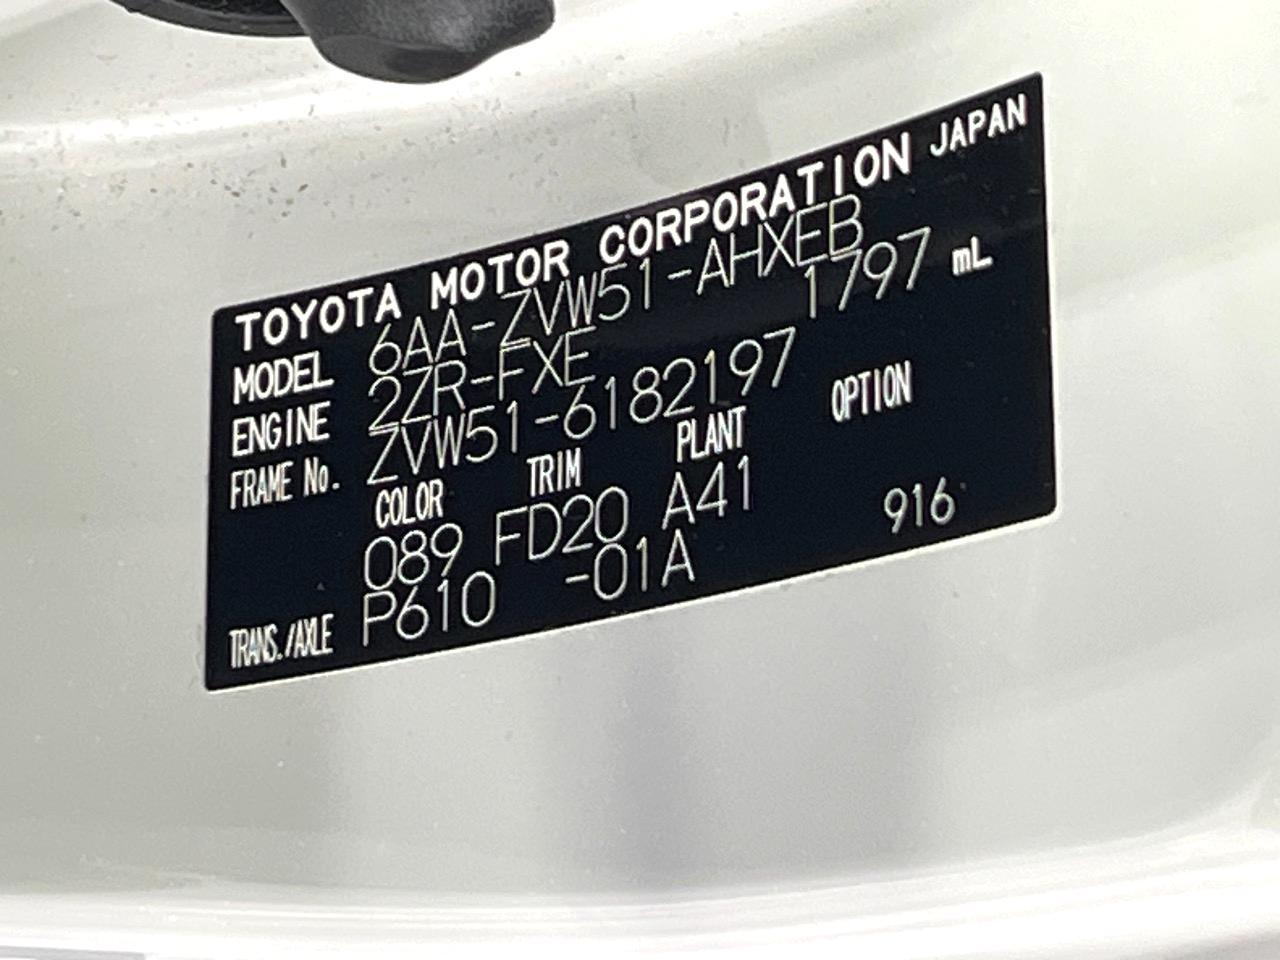 TOYOTA MOTOR CORPORATION JAPAN
MODEL 6AA-ZVW51-AHXEB
ENGINE 2ZR-FXE 1797 mL
FRAME No. ZVW51-6182197
COLOR TRIM PLANT OPTION
089 FD20 A41 916
TRANS./AXLE P610 -01A